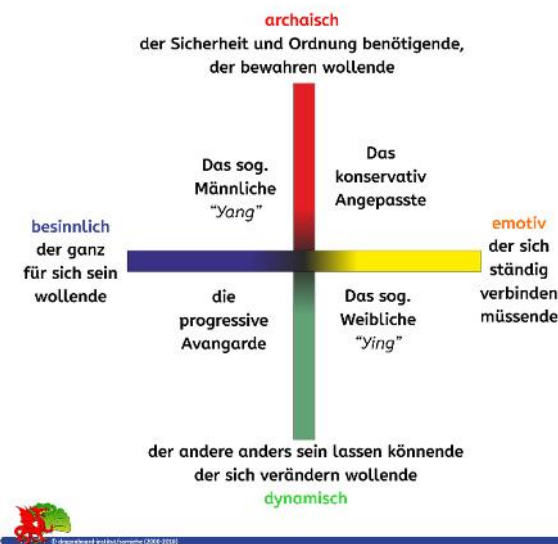 archaisch
der Sicherheit und Ordnung benötigende,
der bewahren wollende
Das sog.
Männliche
“Yang”
Das
konservativ
Angepasste
besinnlich
der ganz
für sich sein
wollende
emotiv
der sich
ständig
verbinden
müssende
die
progressive
Avangarde
Das sog.
Weibliche
“Ying”
der andere anders sein lassen könnende
der sich verändern wollende
dynamisch